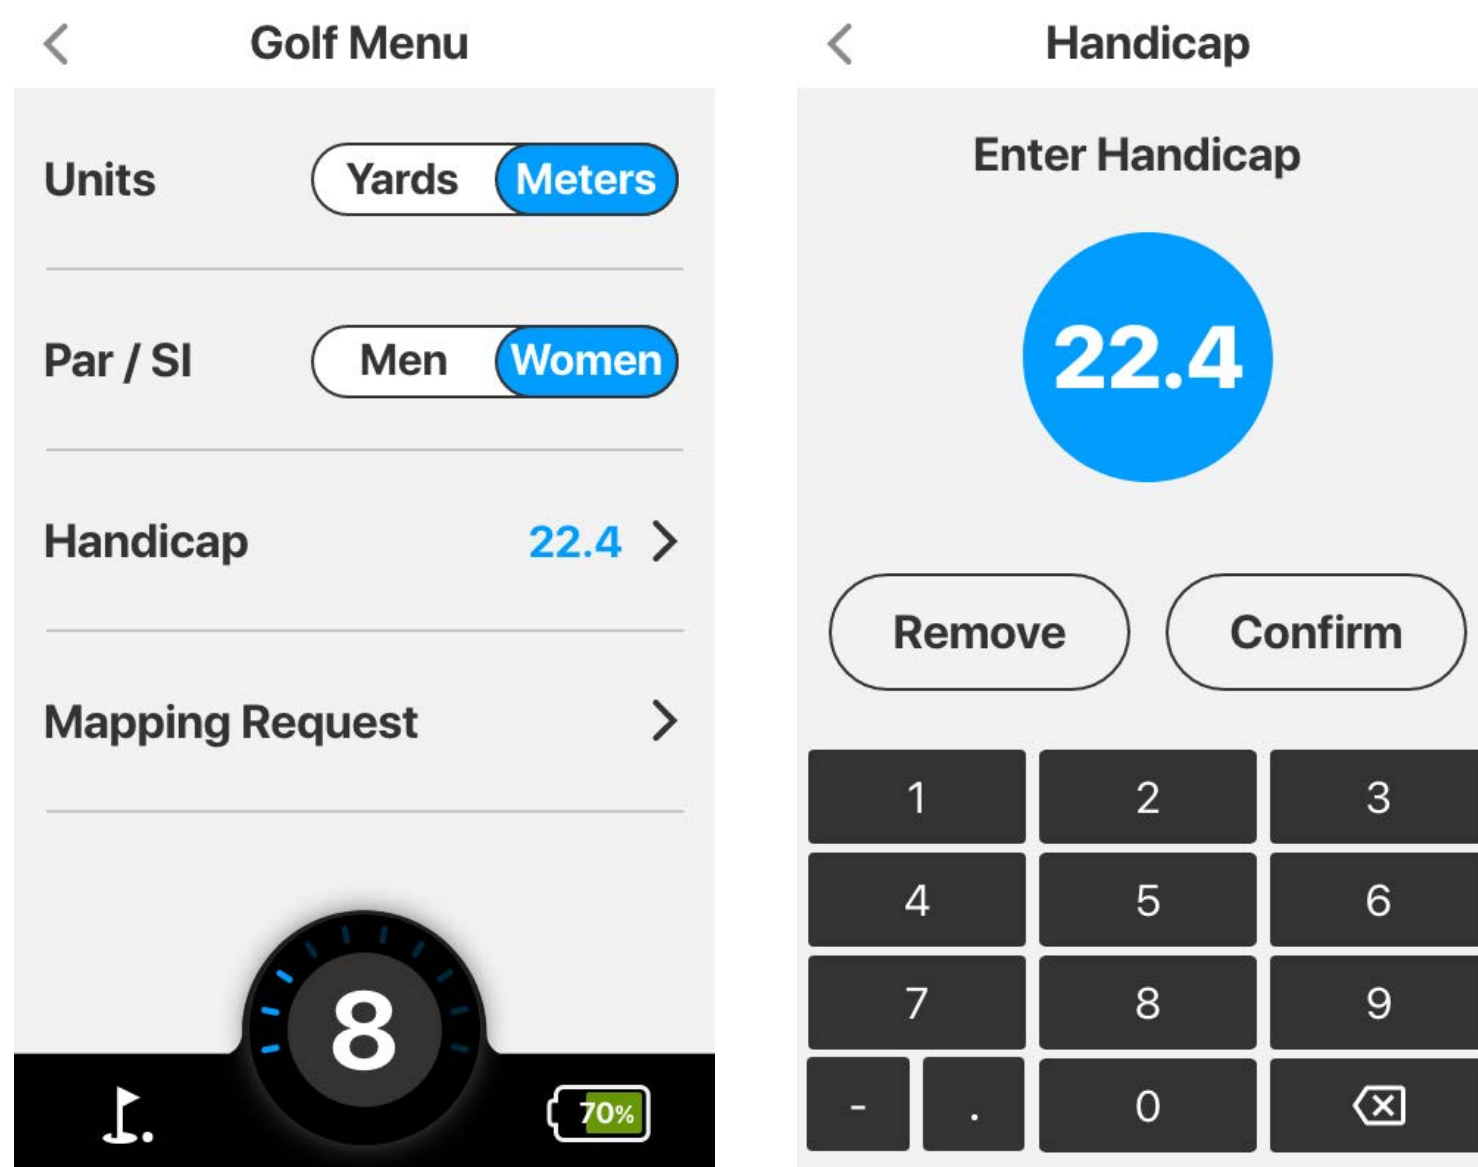 Golf Menu
Units Yards Meters
Par / SI Men Women
Handicap 22.4
Mapping Request
8
70%
Handicap
Enter Handicap
22.4
Remove Confirm
1 2 3
4 5 6
7 8 9
- . 0